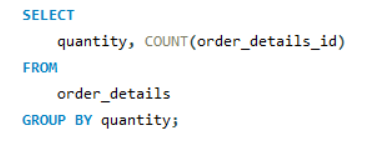 SELECT
quantity, COUNT(order_details_id)
FROM
order_details
GROUP BY quantity;